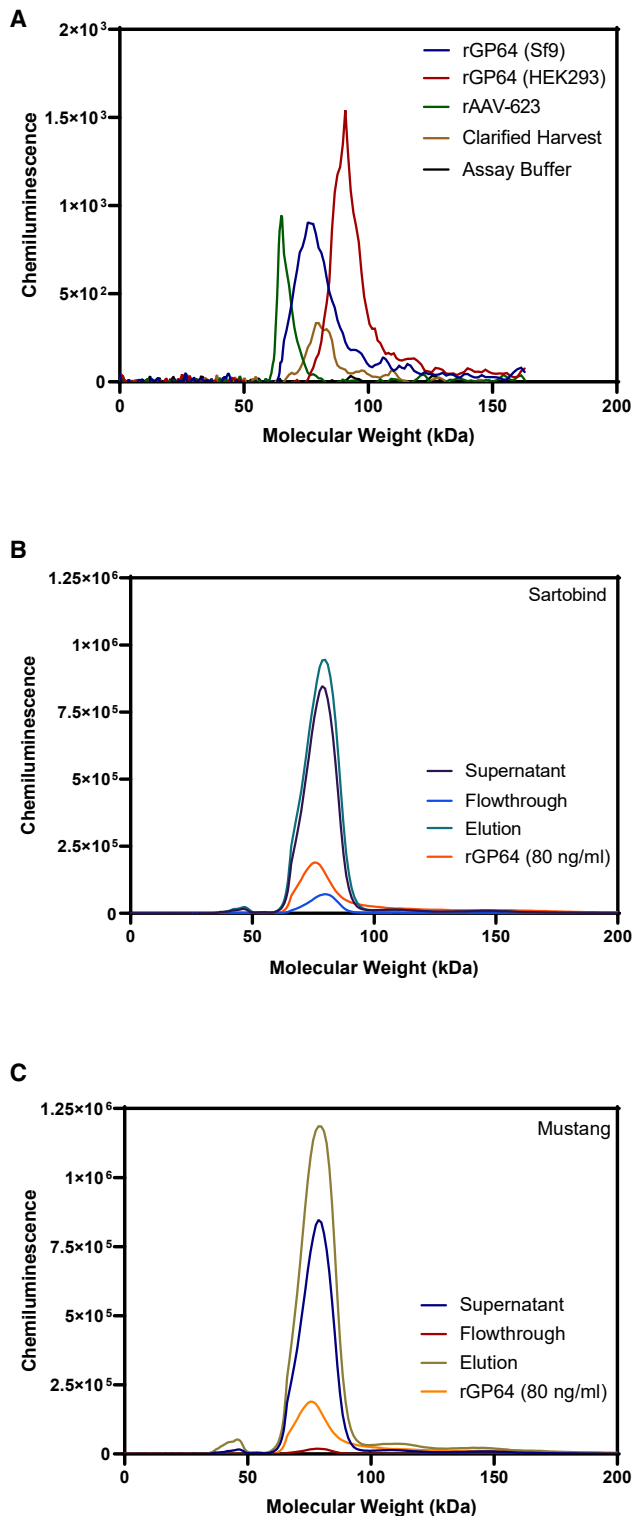 A
2×10³
1.5×10³
1×10³
5×10²
0
Chemiluminescence
rGP64 (Sf9)
rGP64 (HEK293)
rAAV-623
Clarified Harvest
Assay Buffer
0 50 100 150 200
Molecular Weight (kDa)
B
1.25×10⁶
1×10⁶
7.5×10⁵
5×10⁵
2.5×10⁵
0
Chemiluminescence
Sartobind
Supernatant
Flowthrough
Elution
rGP64 (80 ng/ml)
0 50 100 150 200
Molecular Weight (kDa)
C
1.25×10⁶
1×10⁶
7.5×10⁵
5×10⁵
2.5×10⁵
0
Chemiluminescence
Mustang
Supernatant
Flowthrough
Elution
rGP64 (80 ng/ml)
0 50 100 150 200
Molecular Weight (kDa)